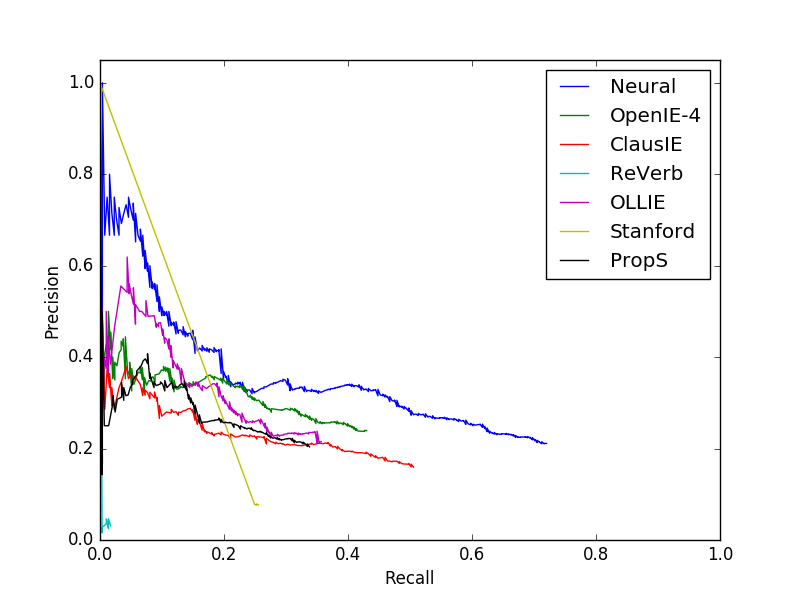 1.0
0.8
0.6
0.4
0.2
0.0
Precision
Neural
OpenIE-4
ClausIE
ReVerb
OLLIE
Stanford
PropS
0.0 0.2 0.4 0.6 0.8 1.0
Recall